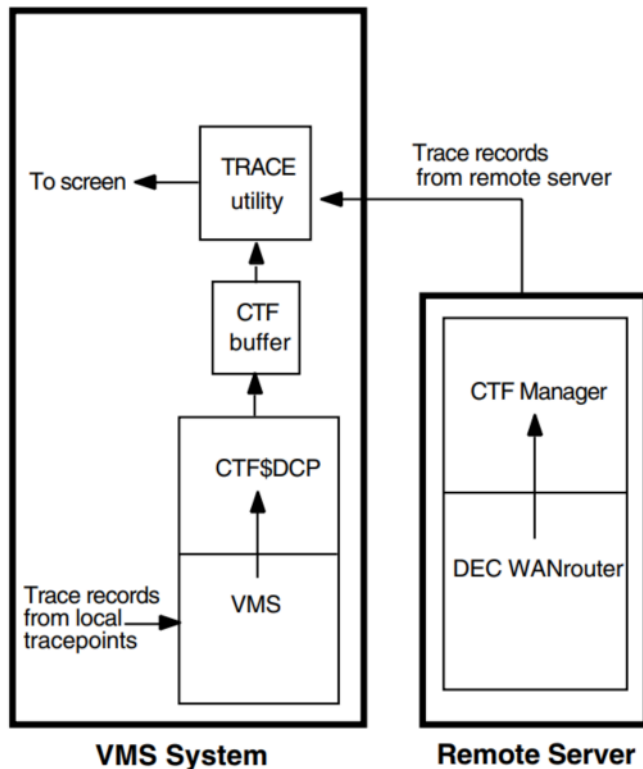 TRACE
utility
To screen
Trace records
from remote server
CTF
buffer
CTF Manager
CTF$DCP
DEC WANrouter
VMS
Trace records
from local
tracepoints
VMS System
Remote Server